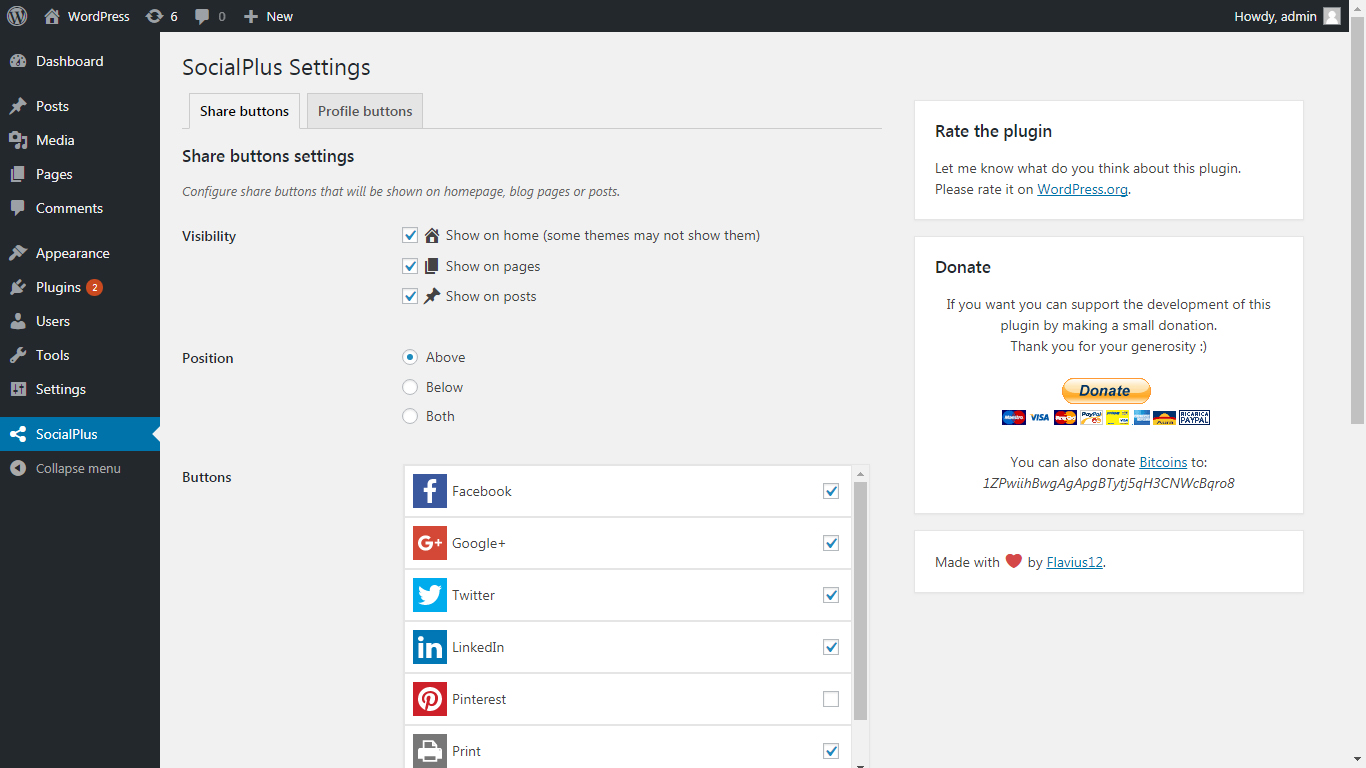 WordPress 6 0 New Howdy, admin
Dashboard
Posts
Media
Pages
Comments
Appearance
Plugins 2
Users
Tools
Settings
SocialPlus
Collapse menu
SocialPlus Settings
Share buttons Profile buttons
Share buttons settings
Configure share buttons that will be shown on homepage, blog pages or posts.
Visibility
Show on home (some themes may not show them)
Show on pages
Show on posts
Position
Above
Below
Both
Buttons
Facebook
G+ Google+
Twitter
in LinkedIn
Pinterest
Print
Rate the plugin
Let me know what do you think about this plugin.
Please rate it on WordPress.org.
Donate
If you want you can support the development of this
plugin by making a small donation.
Thank you for your generosity :)
Donate
Maestro VISA PayPal AURA RICARICA PAYPAL
You can also donate Bitcoins to:
1ZPwiihBwgAgApgBTytj5qH3CNWcBqro8
Made with ❤ by Flavius12.